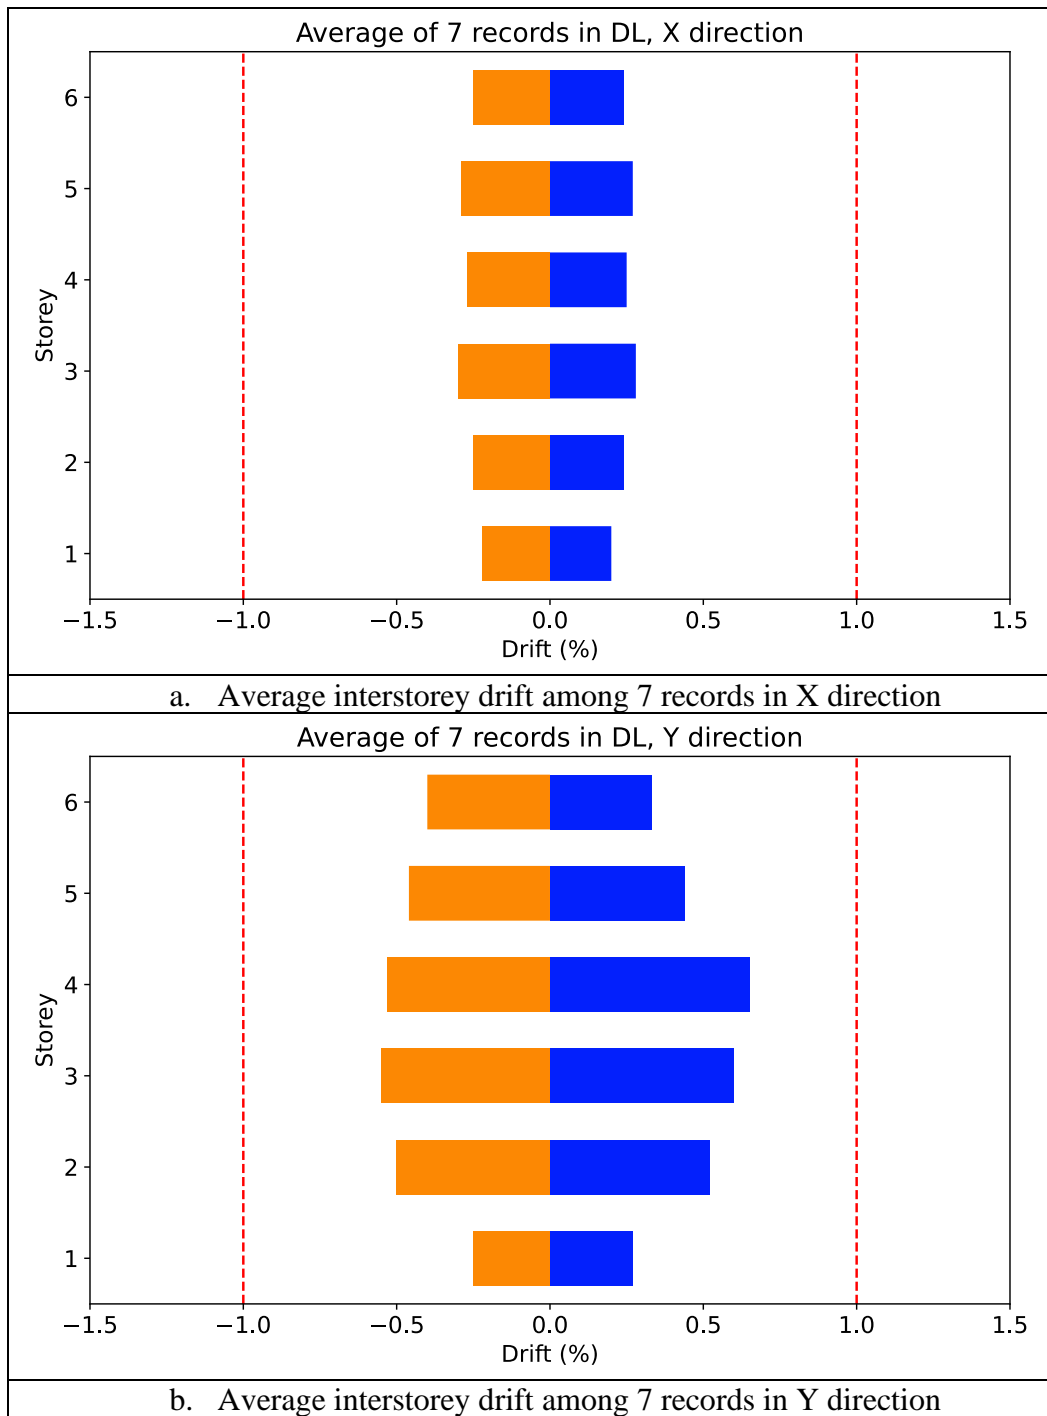 Average of 7 records in DL, X direction
6
5
4
3
2
1
Storey
−1.5 −1.0 −0.5 0.0 0.5 1.0 1.5
Drift (%)
a. Average interstorey drift among 7 records in X direction
Average of 7 records in DL, Y direction
6
5
4
3
2
1
Storey
−1.5 −1.0 −0.5 0.0 0.5 1.0 1.5
Drift (%)
b. Average interstorey drift among 7 records in Y direction